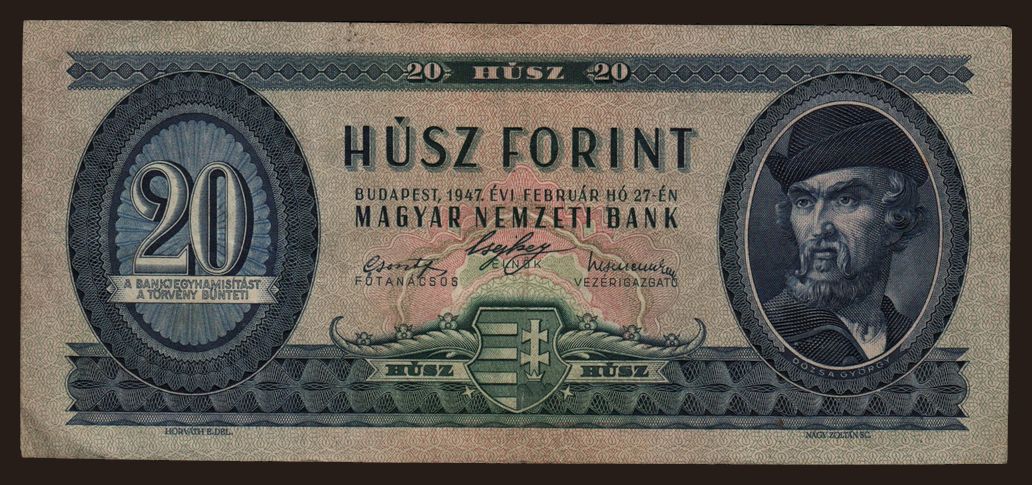 20 HÚSZ 20
HÚSZ FORINT
BUDAPEST, 1947. ÉVI FEBRUÁR HÓ 27-ÉN
MAGYAR NEMZETI BANK
20
A BANKJEGYHAMISÍTÁST
A TÖRVÉNY BÜNTETI
ELNÖK
FŐTANÁCSOS
VEZÉRIGAZGATÓ
HÚSZ
HÚSZ
DÓZSA GYÖRGY
HORVÁTH E. DEL.
NAGY ZOLTÁN SC.